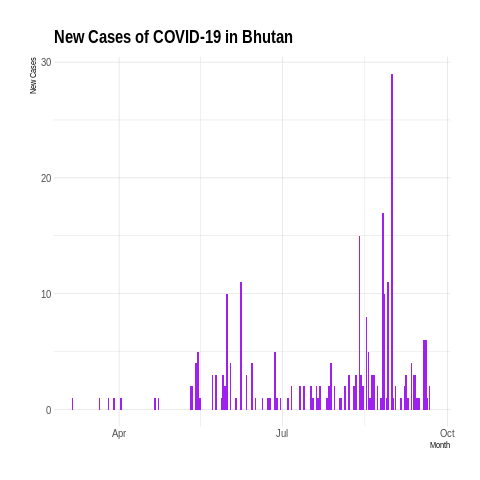 New Cases of COVID-19 in Bhutan
New Cases
30
20
10
0
Apr
Jul
Oct
Month